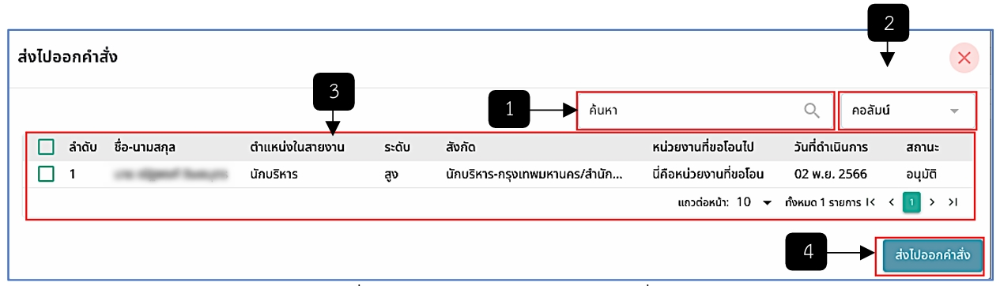 2
ส่งไปออกคำสั่ง
3
1
ค้นหา
คอลัมน์
ลำดับ ชื่อ-นามสกุล ตำแหน่งในสายงาน ระดับ สังกัด หน่วยงานที่ขอโอนไป วันที่ดำเนินการ สถานะ
1 นักบริหาร สูง นักบริหาร-กรุงเทพมหานคร/สำนัก... นี่คือหน่วยงานที่ขอโอน 02 พ.ย. 2566 อนุมัติ
แถวต่อหน้า: 10 ทั้งหมด 1 รายการ 1
4
ส่งไปออกคำสั่ง